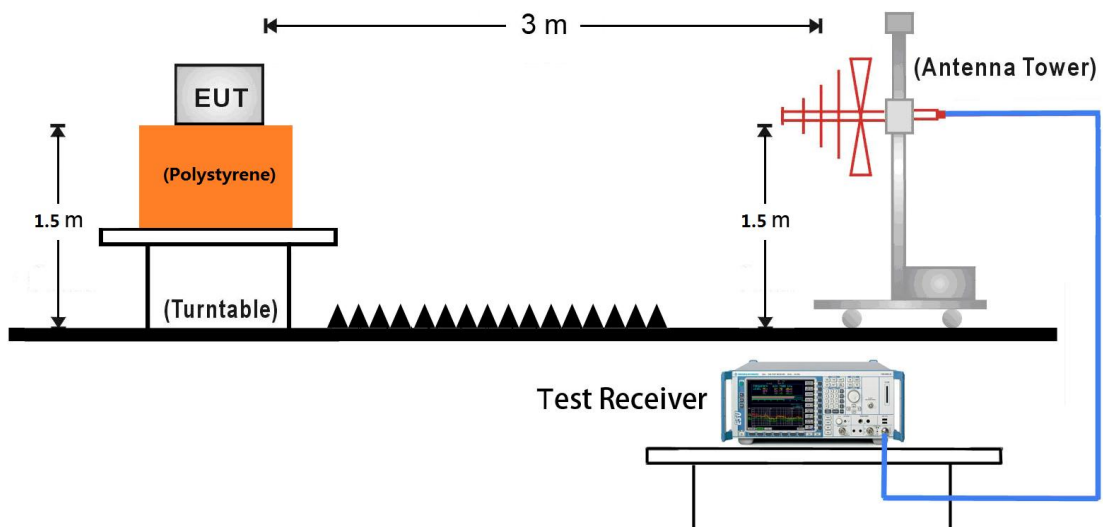 3 m
(Antenna Tower)
EUT
(Polystyrene)
1.5 m
1.5 m
(Turntable)
Test Receiver